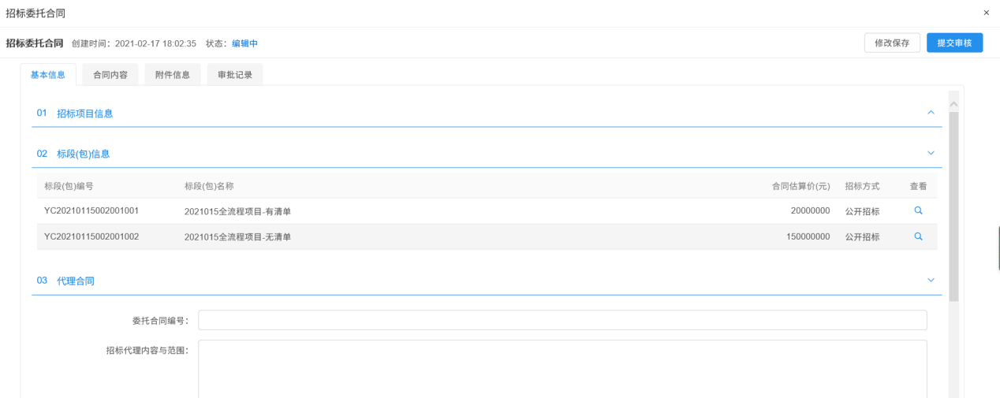 招标委托合同
×
招标委托合同 创建时间：2021-02-17 18:02:35 状态：编辑中 修改保存 提交审核
基本信息 合同内容 附件信息 审批记录
01 招标项目信息
02 标段(包)信息
标段(包)编号 标段(包)名称 合同估算价(元) 招标方式 查看
YC20210115002001001 2021015全流程项目-有清单 20000000 公开招标
YC20210115002001002 2021015全流程项目-无清单 150000000 公开招标
03 代理合同
委托合同编号：
招标代理内容与范围：